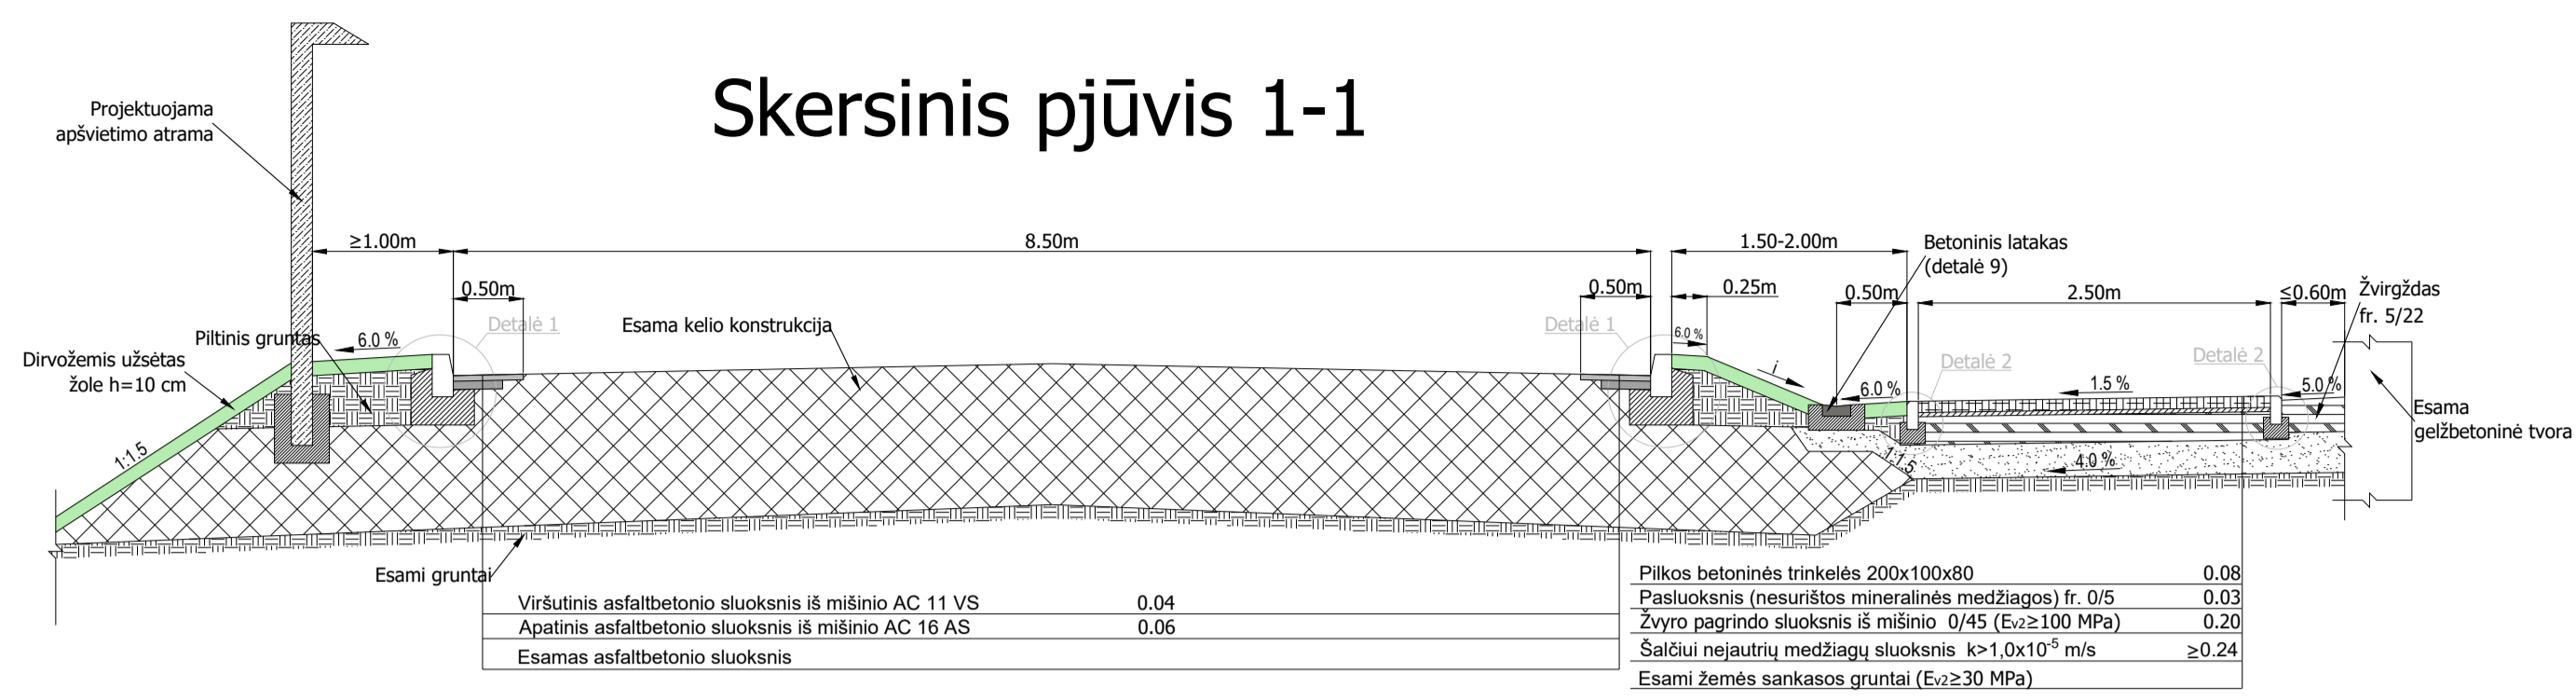 Skersinis pjūvis 1-1
Projektuojama
apšvietimo atrama
≥1.00m
8.50m
1.50-2.00m
Betoninis latakas
(detalė 9)
0.50m
0.50m
0.25m
0.50m
2.50m
≤0.60m
Žvirgždas
fr. 5/22
Detalė 1
Esama kelio konstrukcija
Detalė 1
Piltinis gruntas
6.0 %
6.0 %
Dirvožemis užsėtas
žole h=10 cm
i
Detalė 2
Detalė 2
6.0 %
1.5 %
5.0 %
Esama
gelžbetoninė tvora
1:1.5
1:1.5
4.0 %
Esami gruntai
Viršutinis asfaltbetonio sluoksnis iš mišinio AC 11 VS 0.04
Apatinis asfaltbetonio sluoksnis iš mišinio AC 16 AS 0.06
Esamas asfaltbetonio sluoksnis
Pilkos betoninės trinkelės 200x100x80 0.08
Pasluoksnis (nesurištos mineralinės medžiagos) fr. 0/5 0.03
Žvyro pagrindo sluoksnis iš mišinio 0/45 (Ev2≥100 MPa) 0.20
Šalčiui nejautrių medžiagų sluoksnis k>1,0x10⁻⁵ m/s ≥0.24
Esami žemės sankasos gruntai (Ev2≥30 MPa)